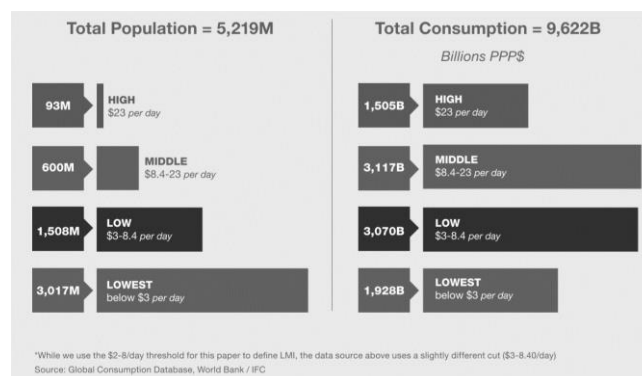 Total Population = 5,219M
93M
HIGH
$23 per day
600M
MIDDLE
$8.4-23 per day
1,508M
LOW
$3-8.4 per day
3,017M
LOWEST
below $3 per day
Total Consumption = 9,622B
Billions PPP$
1,505B
HIGH
$23 per day
3,117B
MIDDLE
$8.4-23 per day
3,070B
LOW
$3-8.4 per day
1,928B
LOWEST
below $3 per day
*While we use the $2-8/day threshold for this paper to define LMI, the data source above uses a slightly different cut ($3-8.40/day)
Source: Global Consumption Database, World Bank / IFC